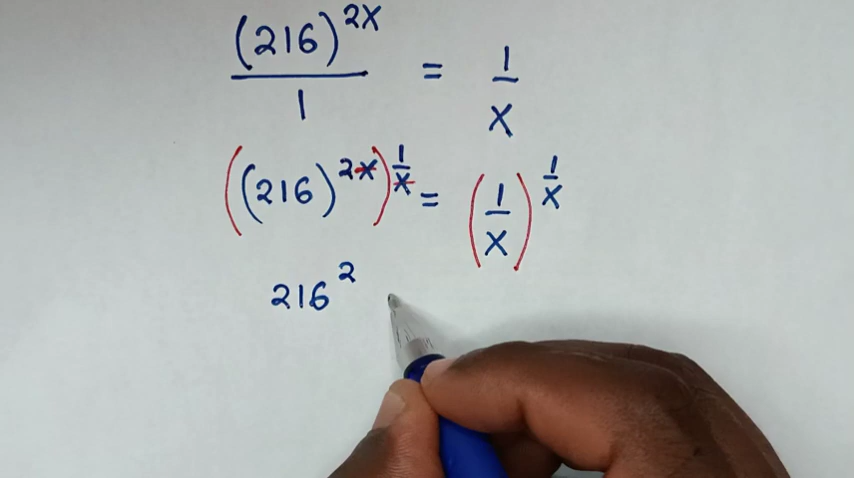 (216)^{2x} / 1 = 1/x
((216)^{2x})^{1/x} = (1/x)^{1/x}
216^2